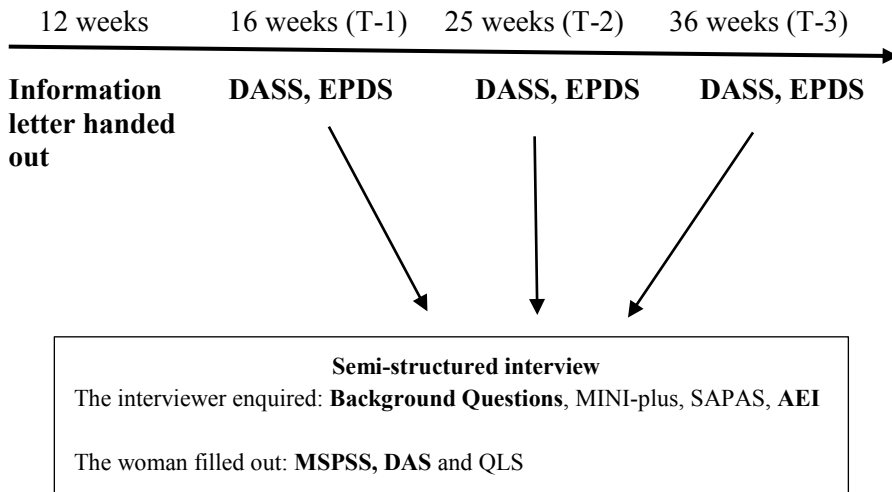 12 weeks 16 weeks (T-1) 25 weeks (T-2) 36 weeks (T-3)
Information DASS, EPDS DASS, EPDS DASS, EPDS
letter handed
out
Semi-structured interview
The interviewer enquired: Background Questions, MINI-plus, SAPAS, AEI
The woman filled out: MSPSS, DAS and QLS